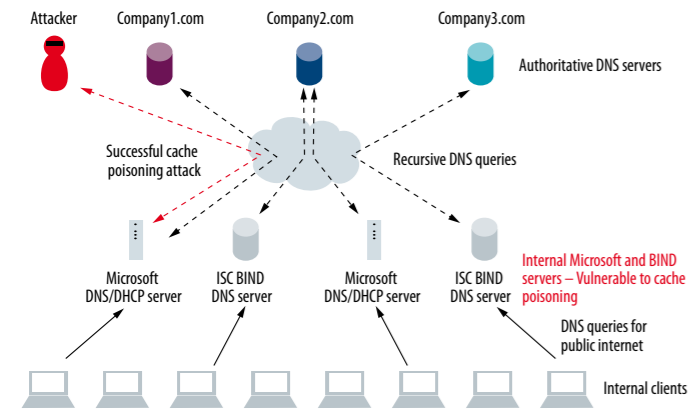 Attacker
Company1.com
Company2.com
Company3.com
Authoritative DNS servers
Successful cache
poisoning attack
Recursive DNS queries
Microsoft
DNS/DHCP server
ISC BIND
DNS server
Microsoft
DNS/DHCP server
ISC BIND
DNS server
Internal Microsoft and BIND
servers – Vulnerable to cache
poisoning
DNS queries for
public internet
Internal clients